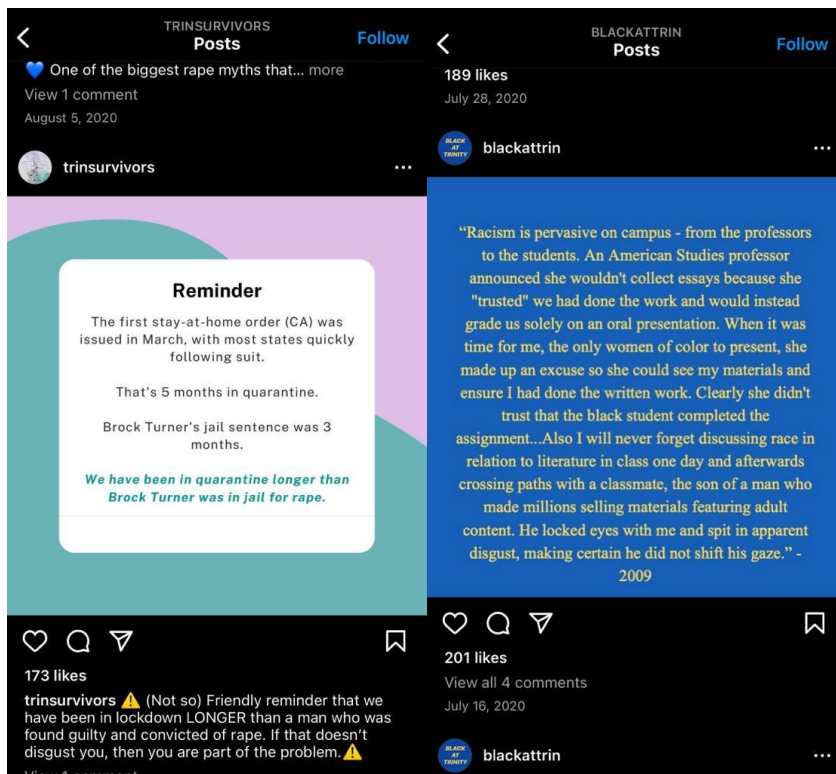 TRINSURVIVORS
Posts
Follow
💙 One of the biggest rape myths that... more
View 1 comment
August 5, 2020
trinsurvivors
Reminder
The first stay-at-home order (CA) was
issued in March, with most states quickly
following suit.
That's 5 months in quarantine.
Brock Turner's jail sentence was 3
months.
We have been in quarantine longer than
Brock Turner was in jail for rape.
173 likes
trinsurvivors ⚠️ (Not so) Friendly reminder that we
have been in lockdown LONGER than a man who was
found guilty and convicted of rape. If that doesn't
disgust you, then you are part of the problem.⚠️
View 1 comment
BLACKATTRIN
Posts
Follow
189 likes
July 28, 2020
BLACK
AT
TRINITY
blackattrin
“Racism is pervasive on campus - from the professors
to the students. An American Studies professor
announced she wouldn't collect essays because she
"trusted" we had done the work and would instead
grade us solely on an oral presentation. When it was
time for me, the only women of color to present, she
made up an excuse so she could see my materials and
ensure I had done the written work. Clearly she didn't
trust that the black student completed the
assignment...Also I will never forget discussing race in
relation to literature in class one day and afterwards
crossing paths with a classmate, the son of a man who
made millions selling materials featuring adult
content. He locked eyes with me and spit in apparent
disgust, making certain he did not shift his gaze.” -
2009
201 likes
View all 4 comments
July 16, 2020
BLACK
AT
TRINITY
blackattrin